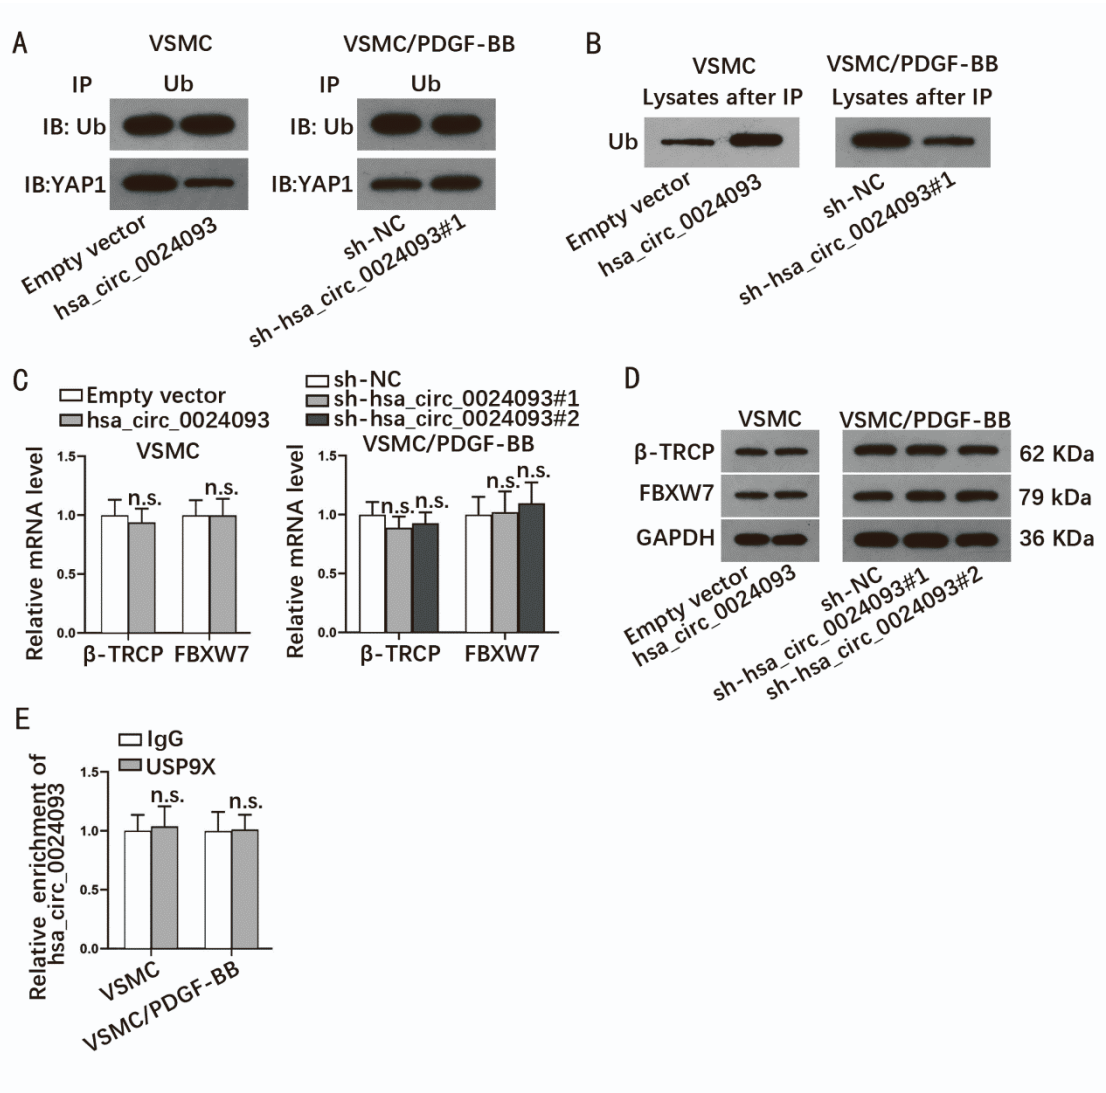 A
VSMC
VSMC/PDGF-BB
IP
Ub
IP
Ub
IB: Ub
IB: Ub
IB:YAP1
IB:YAP1
Empty vector
hsa_circ_0024093
sh-NC
sh-hsa_circ_0024093#1
B
VSMC
VSMC/PDGF-BB
Lysates after IP
Lysates after IP
Ub
Empty vector
hsa_circ_0024093
sh-NC
sh-hsa_circ_0024093#1
C
Empty vector
hsa_circ_0024093
VSMC
Relative mRNA level
1.5
1.0
0.5
0.0
n.s.
n.s.
β-TRCP
FBXW7
sh-NC
sh-hsa_circ_0024093#1
sh-hsa_circ_0024093#2
VSMC/PDGF-BB
Relative mRNA level
1.5
1.0
0.5
0.0
n.s.
n.s.
n.s.
n.s.
β-TRCP
FBXW7
D
VSMC
VSMC/PDGF-BB
β-TRCP
62 KDa
FBXW7
79 kDa
GAPDH
36 KDa
Empty vector
hsa_circ_0024093
sh-NC
sh-hsa_circ_0024093#1
sh-hsa_circ_0024093#2
E
IgG
USP9X
Relative enrichment of
hsa_circ_0024093
1.5
1.0
0.5
0.0
n.s.
n.s.
VSMC
VSMC/PDGF-BB